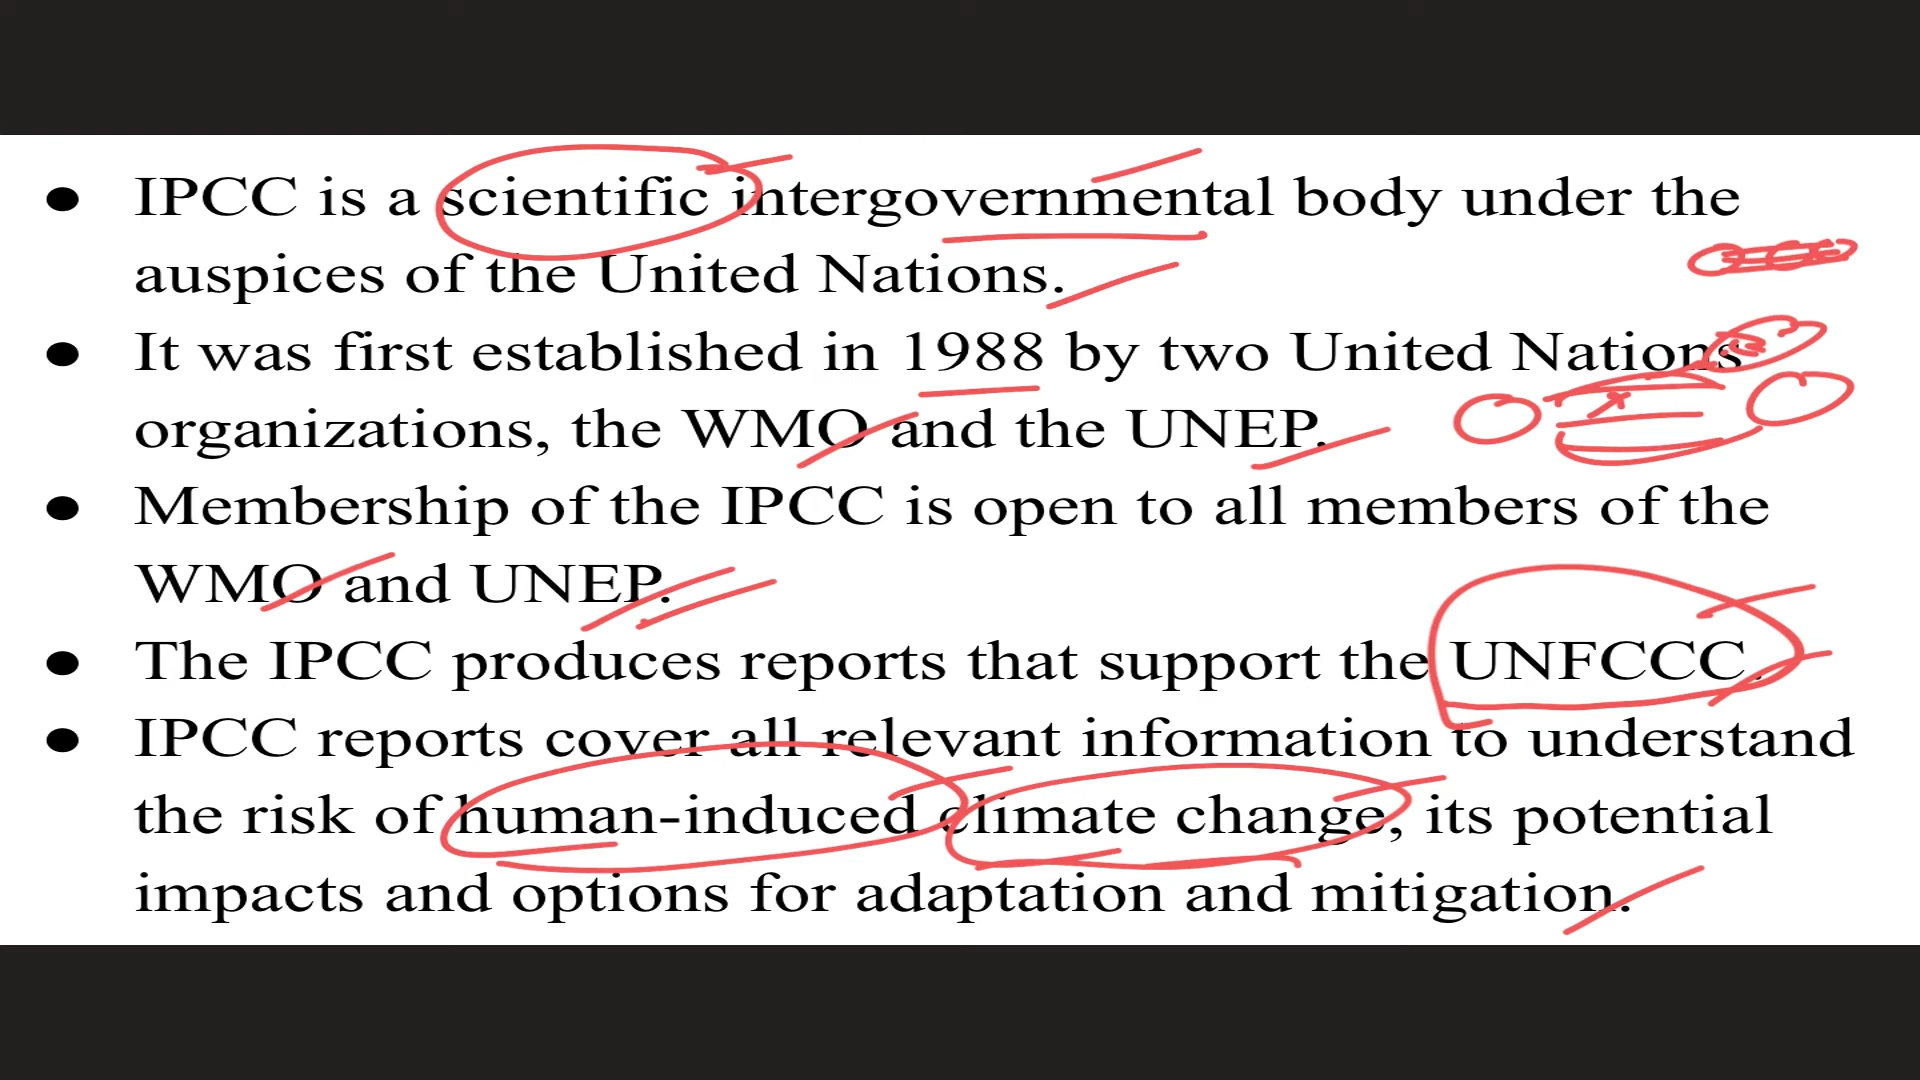 ● IPCC is a scientific intergovernmental body under the
auspices of the United Nations.
● It was first established in 1988 by two United Nations
organizations, the WMO and the UNEP.
● Membership of the IPCC is open to all members of the
WMO and UNEP.
● The IPCC produces reports that support the UNFCCC.
● IPCC reports cover all relevant information to understand
the risk of human-induced climate change, its potential
impacts and options for adaptation and mitigation.